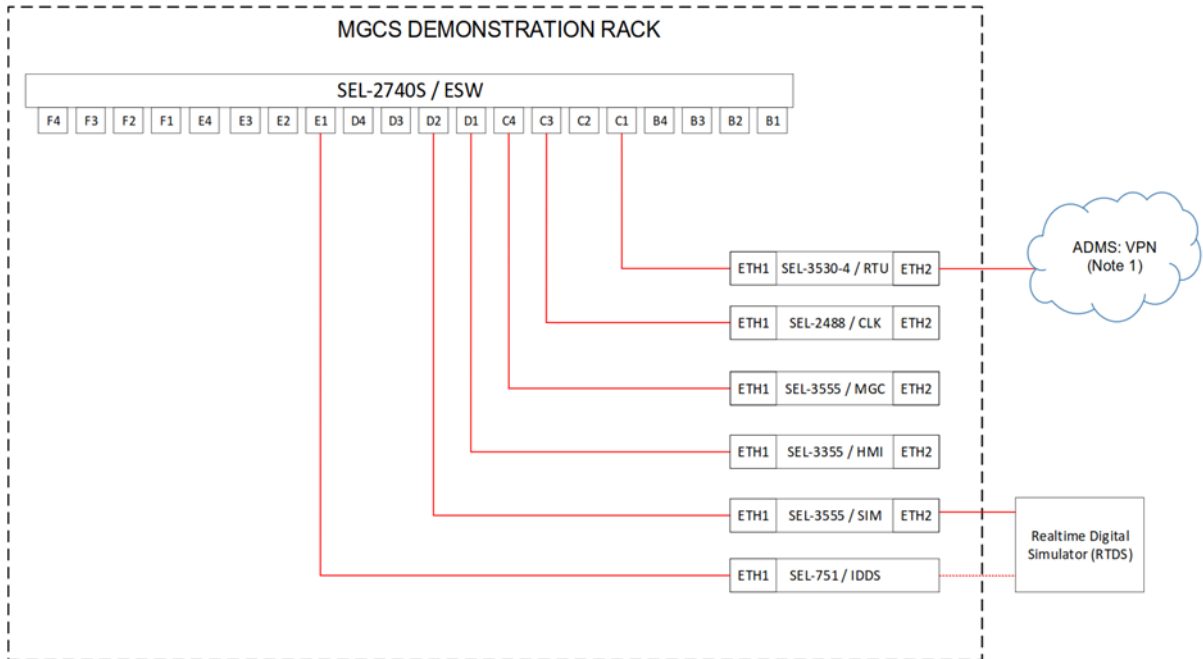 MGCS DEMONSTRATION RACK
SEL-2740S / ESW
F4 F3 F2 F1 E4 E3 E2 E1 D4 D3 D2 D1 C4 C3 C2 C1 B4 B3 B2 B1
ETH1 SEL-3530-4 / RTU ETH2
ADMS: VPN
(Note 1)
ETH1 SEL-2488 / CLK ETH2
ETH1 SEL-3555 / MGC ETH2
ETH1 SEL-3355 / HMI ETH2
ETH1 SEL-3555 / SIM ETH2
Realtime Digital
Simulator (RTDS)
ETH1 SEL-751 / IDDS